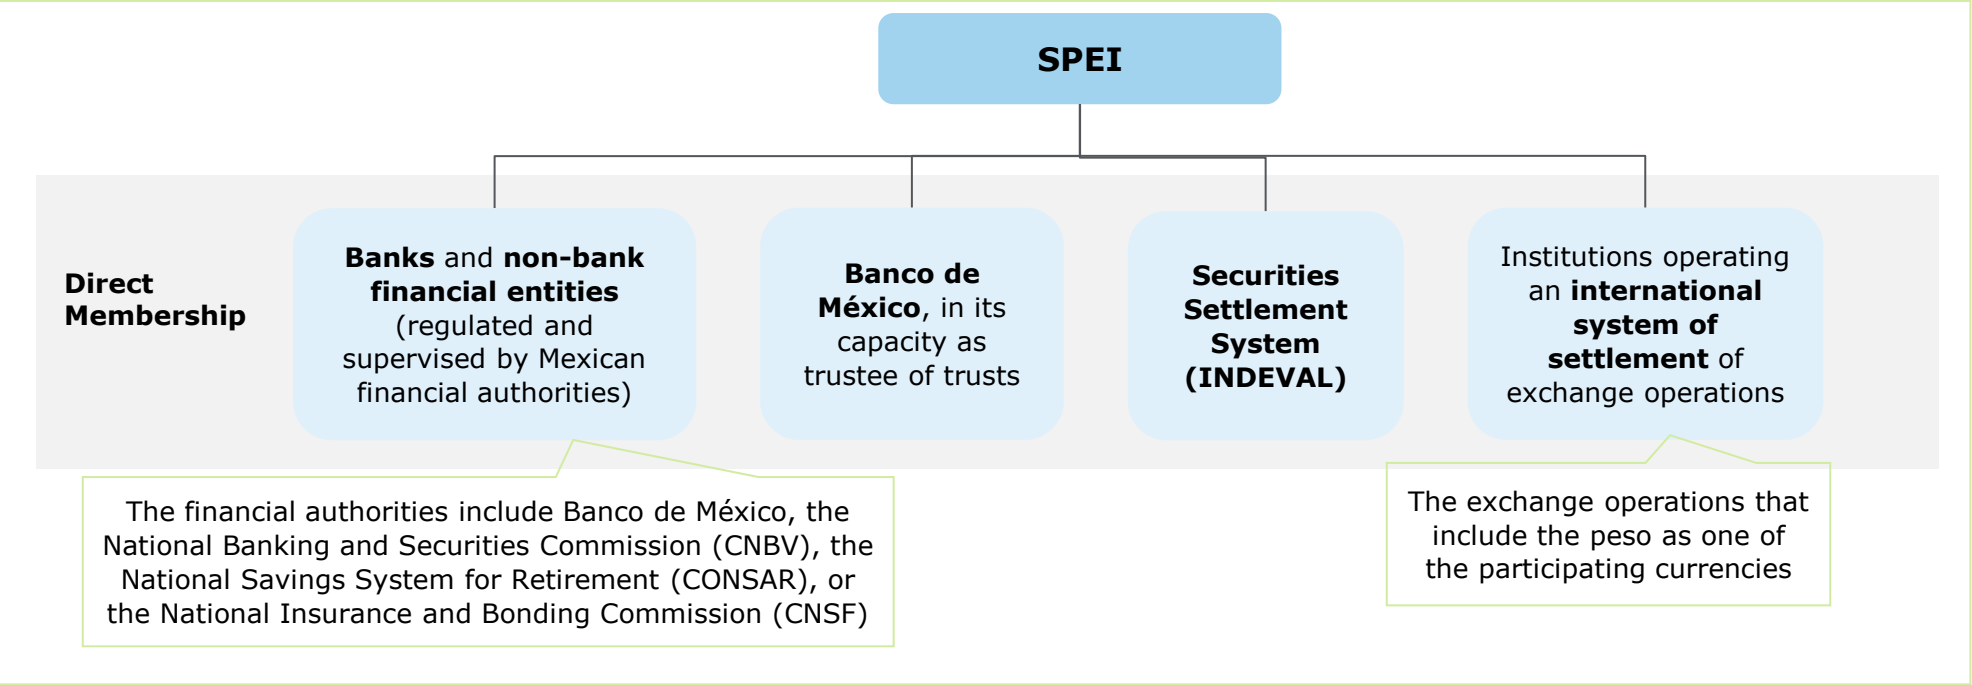 SPEI
Direct
Membership
Banks and non-bank
financial entities
(regulated and
supervised by Mexican
financial authorities)
Banco de
México, in its
capacity as
trustee of trusts
Securities
Settlement
System
(INDEVAL)
Institutions operating
an international
system of
settlement of
exchange operations
The financial authorities include Banco de México, the
National Banking and Securities Commission (CNBV), the
National Savings System for Retirement (CONSAR), or
the National Insurance and Bonding Commission (CNSF)
The exchange operations that
include the peso as one of
the participating currencies